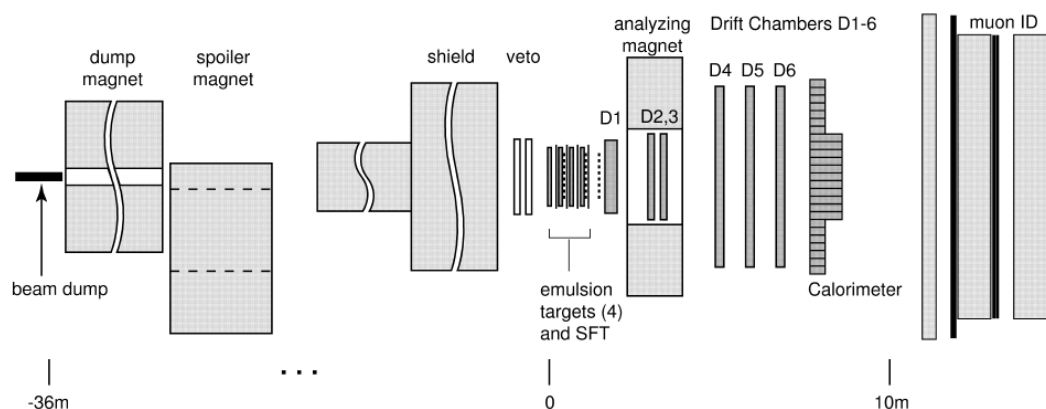 dump
magnet
spoiler
magnet
shield
veto
analyzing
magnet
Drift Chambers D1-6
muon ID
D1
D2,3
D4
D5
D6
beam dump
emulsion
targets (4)
and SFT
Calorimeter
-36m
...
0
10m